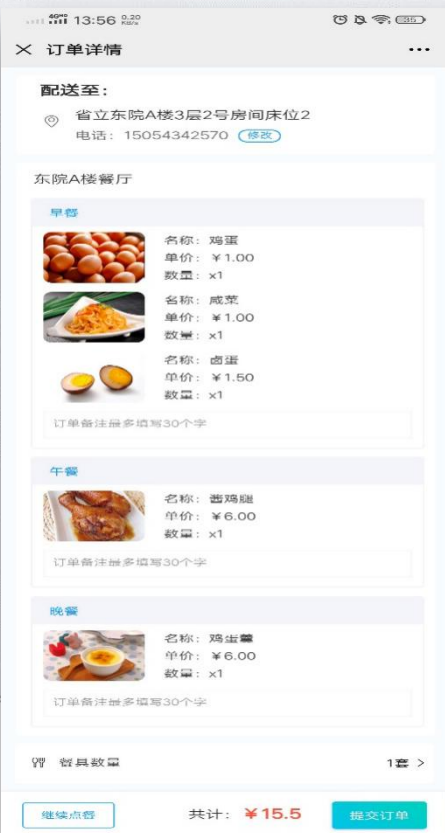 4GHD 13:56 0.20 KB/s 35
订单详情
配送至：
省立东院A楼3层2号房间床位2
电话：15054342570 修改
东院A楼餐厅
早餐
名称：鸡蛋
单价：￥1.00
数量：x1
名称：咸菜
单价：￥1.00
数量：x1
名称：卤蛋
单价：￥1.50
数量：x1
订单备注最多填写30个字
午餐
名称：酱鸡腿
单价：￥6.00
数量：x1
订单备注最多填写30个字
晚餐
名称：鸡蛋羹
单价：￥6.00
数量：x1
订单备注最多填写30个字
餐具数量 1套 >
继续点餐 共计：￥15.5 提交订单